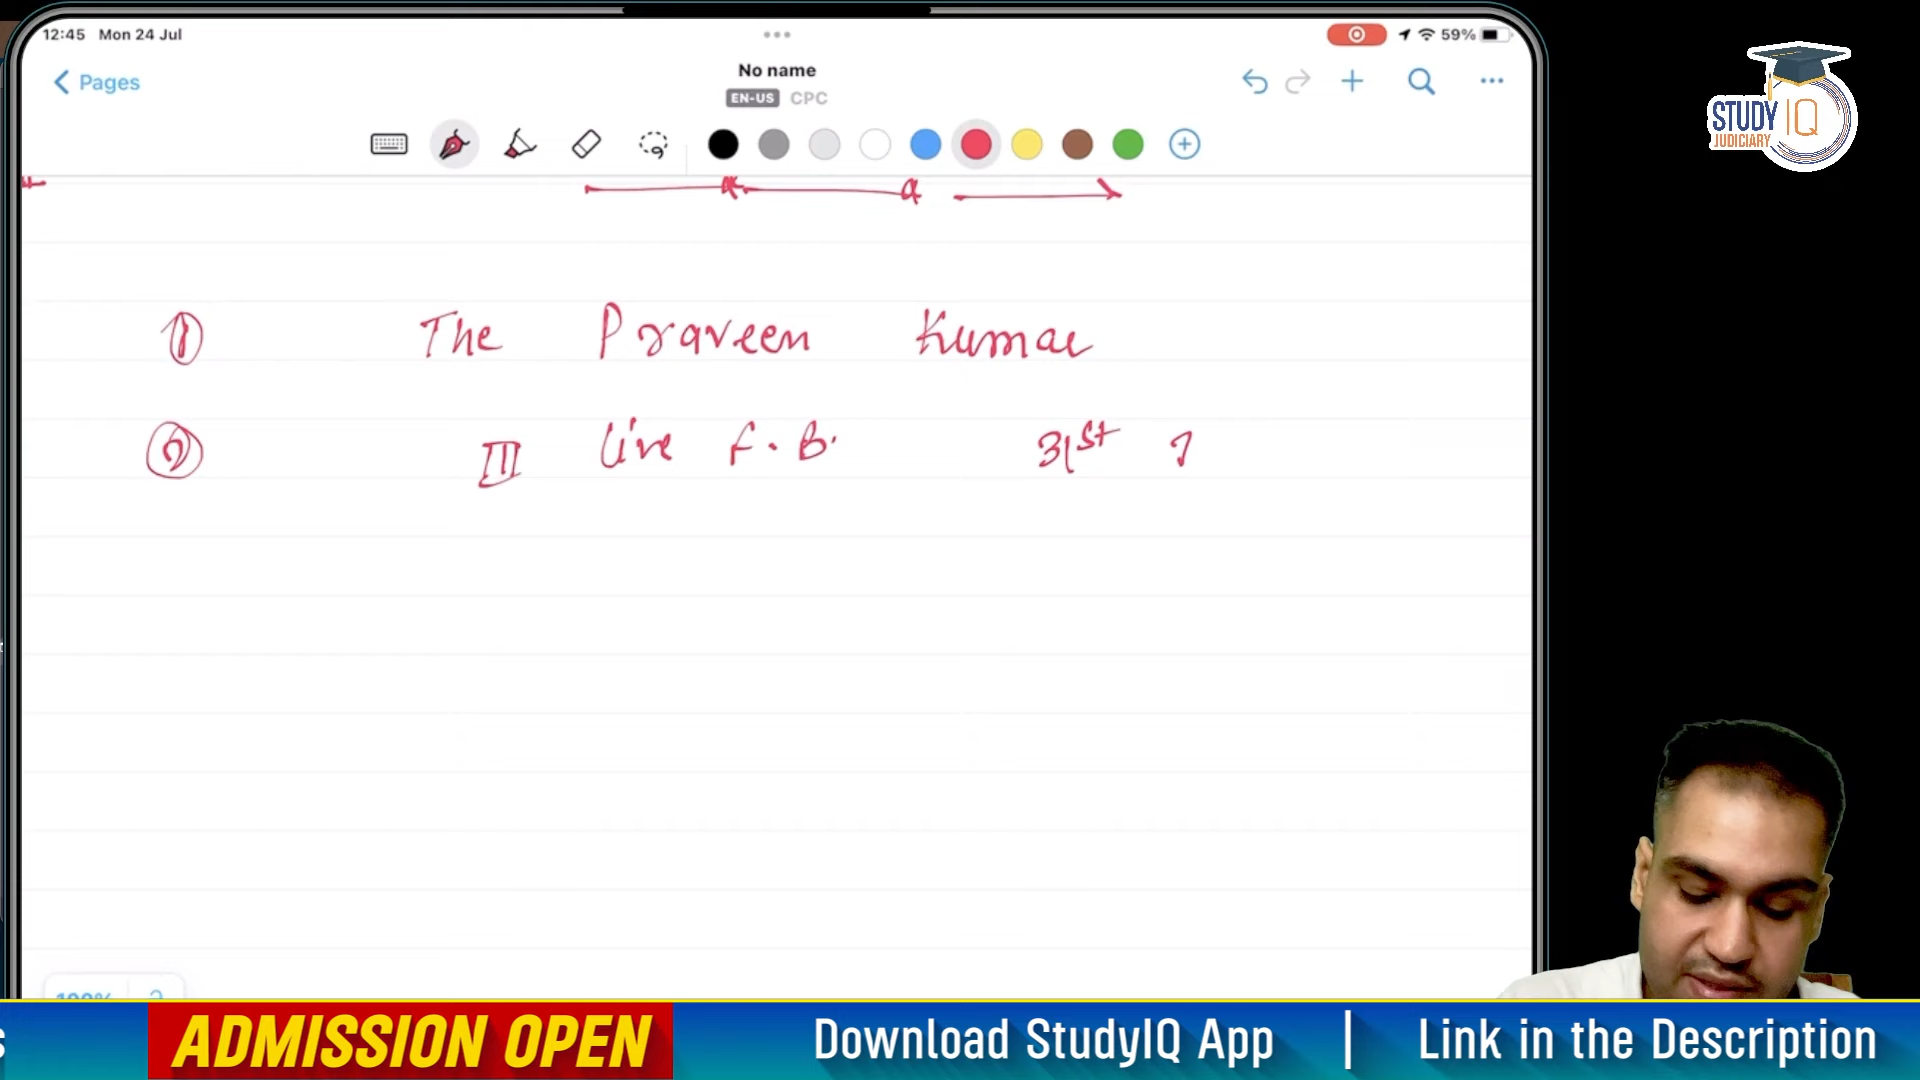 12:45 Mon 24 Jul
59%
Pages
No name
EN-US CPC
STUDY IQ
JUDICIARY
① The Praveen Kumar
② III live F.B. 31st
100%
ADMISSION OPEN Download StudyIQ App | Link in the Description